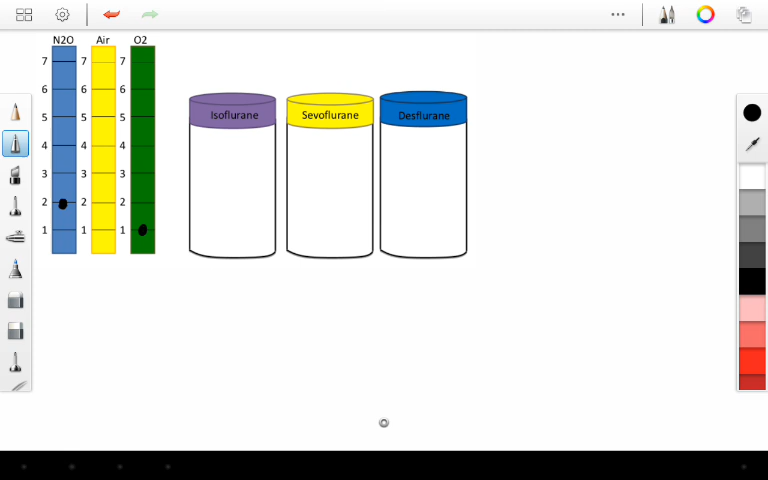 N2O Air O2
7 7 7
6 6 6
5 5 5
4 4 4
3 3 3
2 2 2
1 1 1
Isoflurane Sevoflurane Desflurane